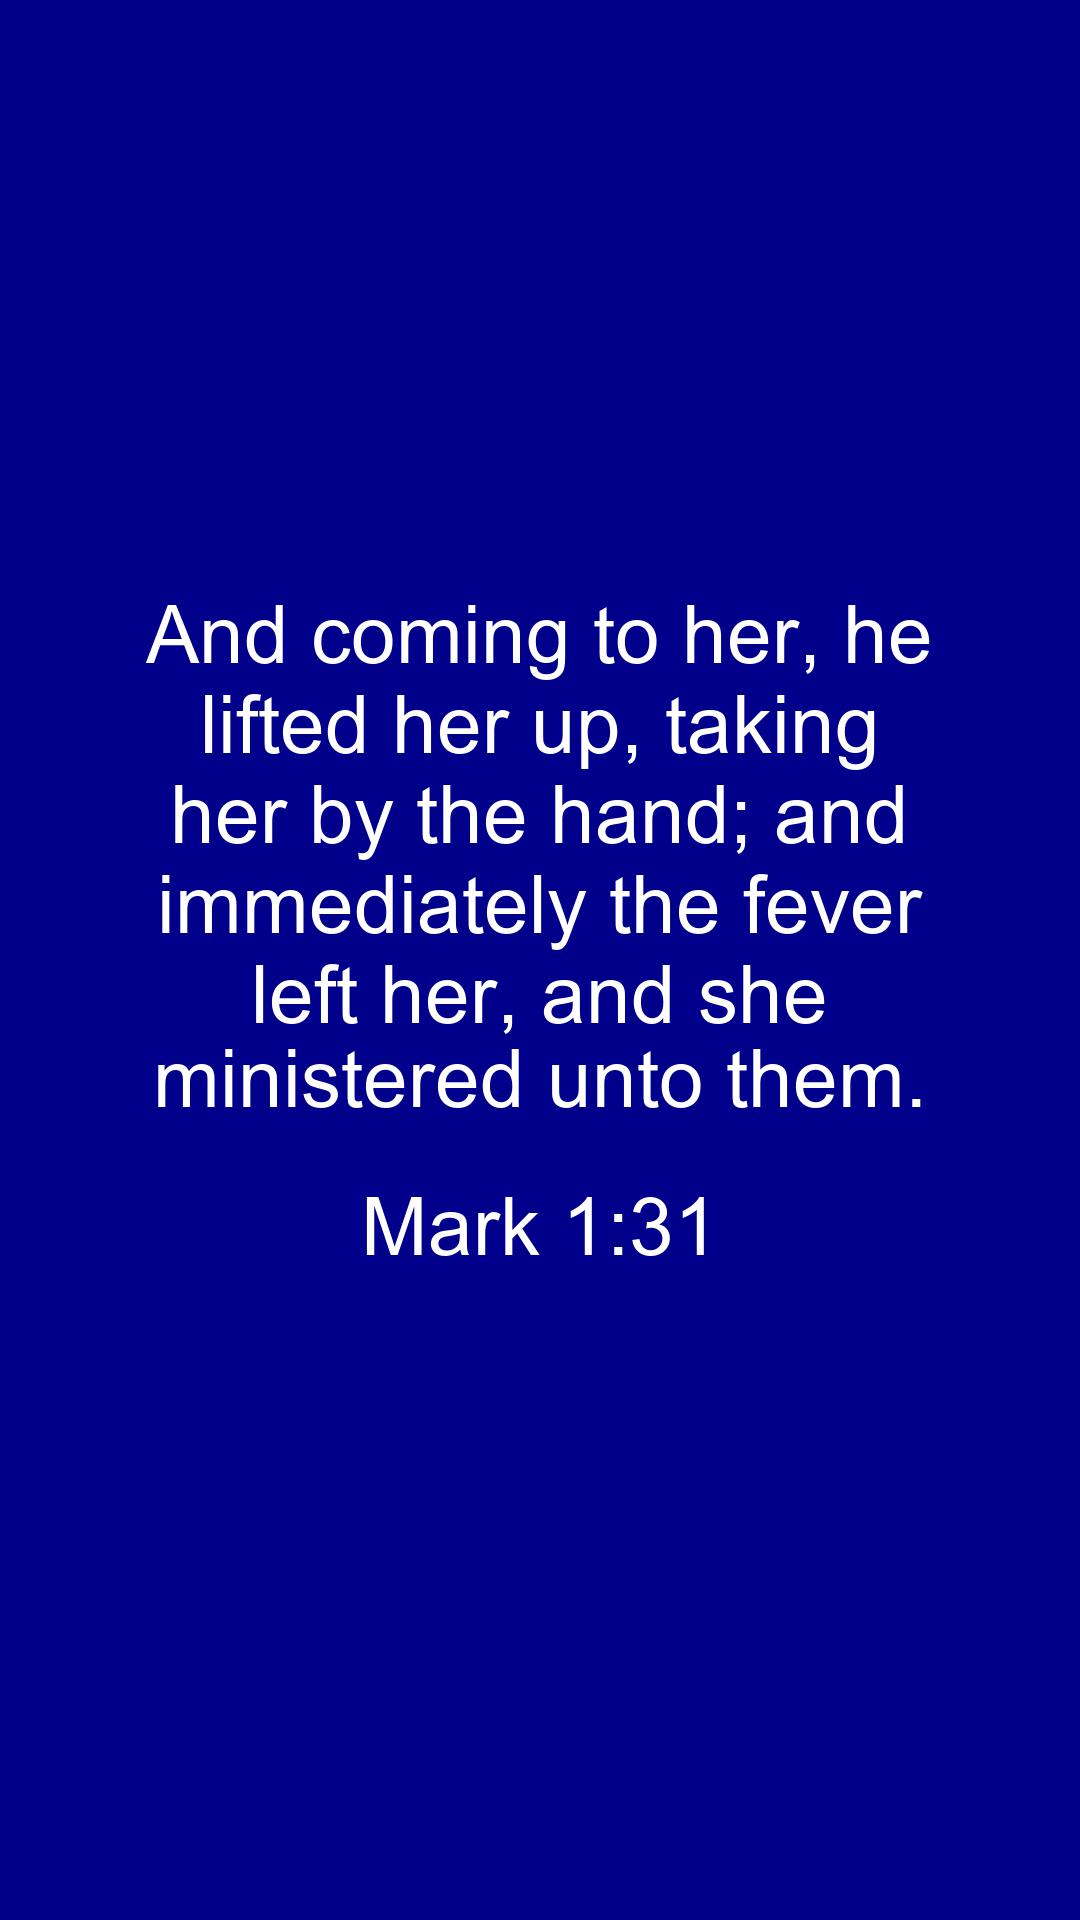 And coming to her, he
lifted her up, taking
her by the hand; and
immediately the fever
left her, and she
ministered unto them.
Mark 1:31